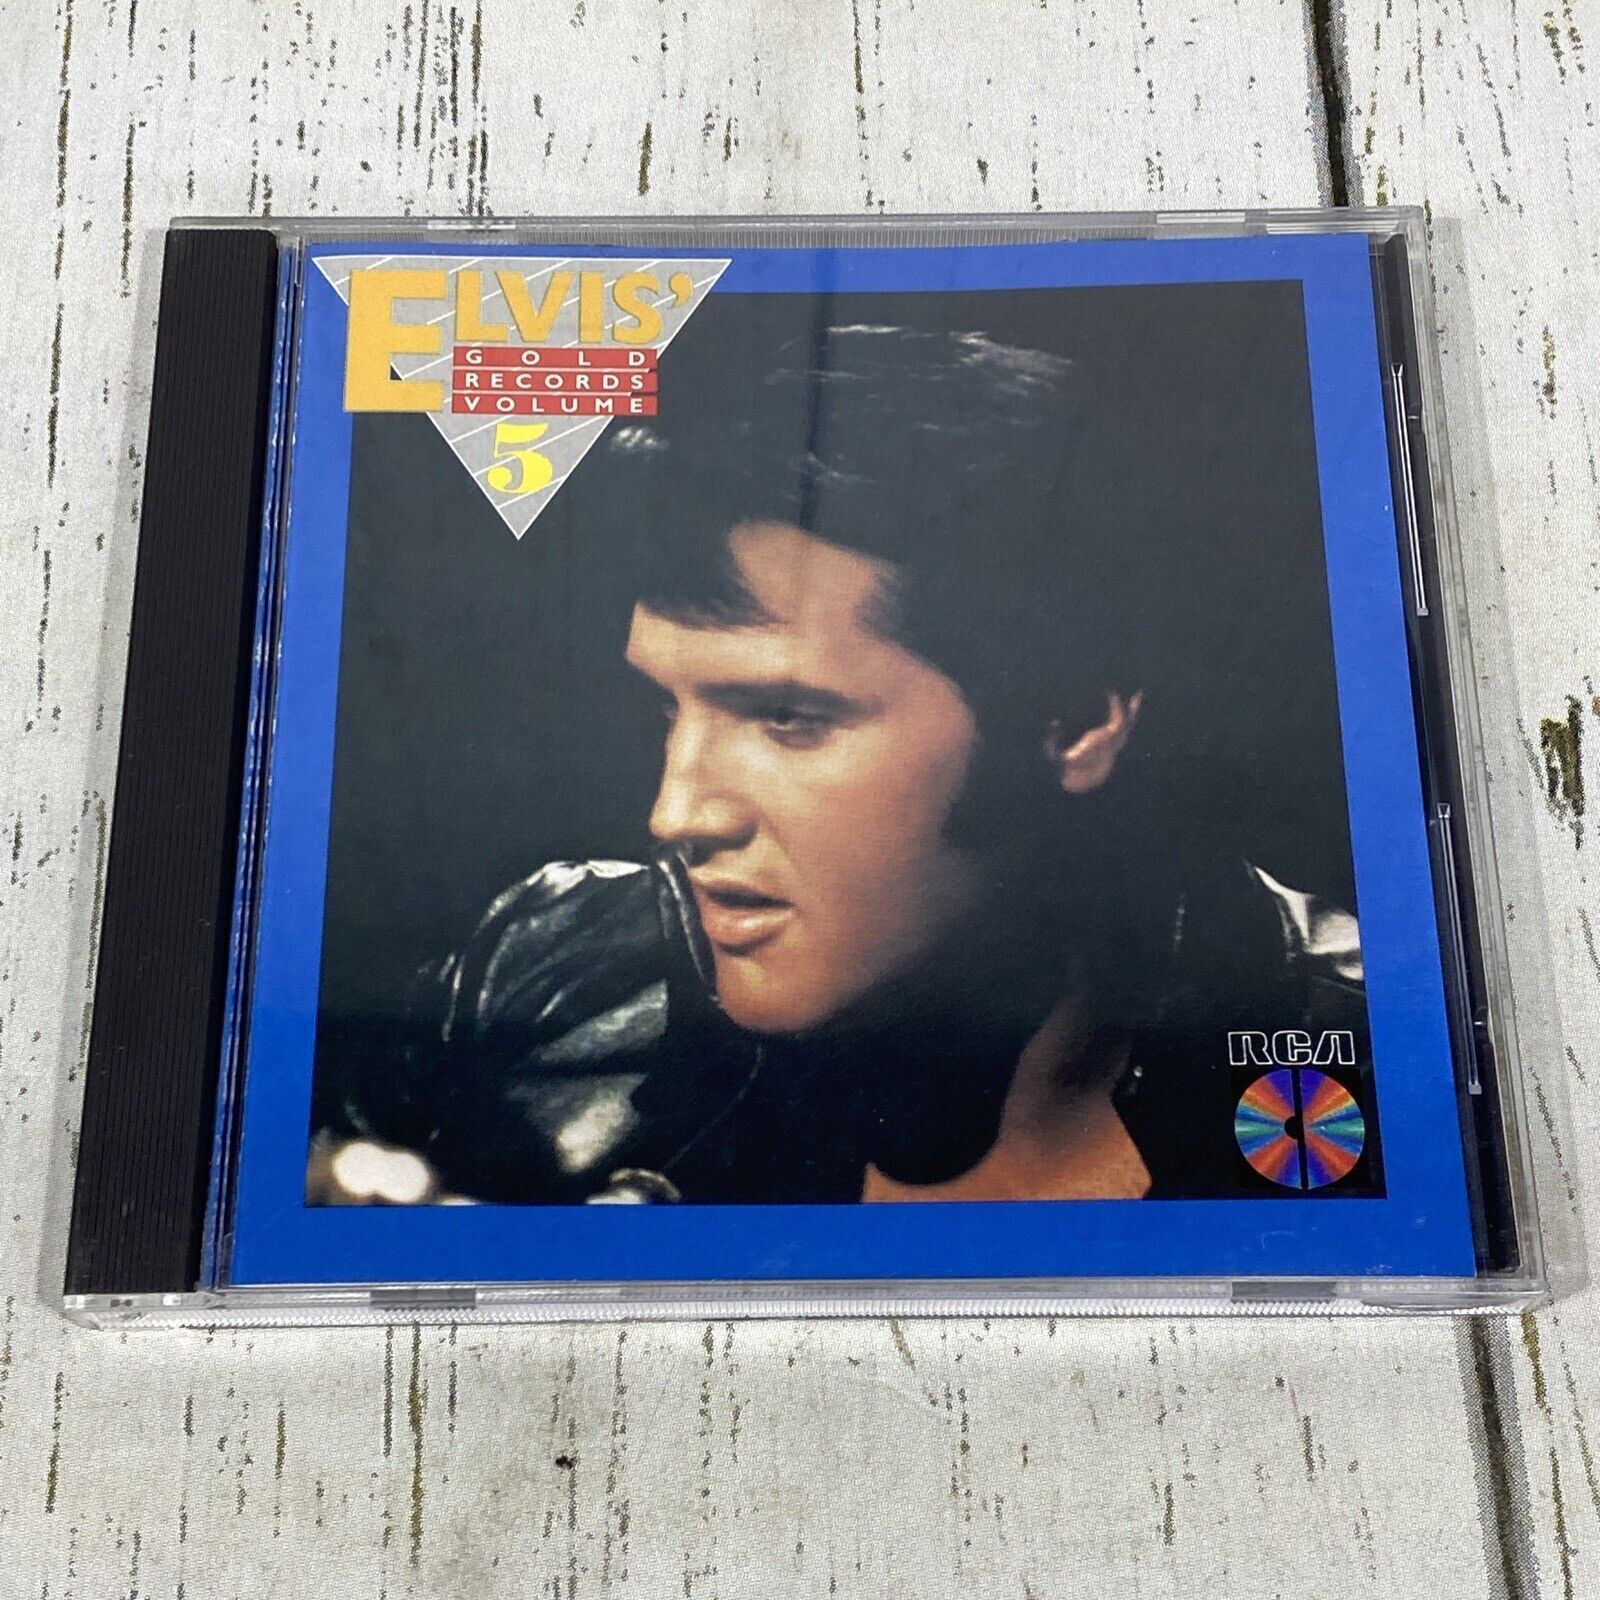 ELVIS'
GOLD
RECORDS
VOLUME
5
RCA